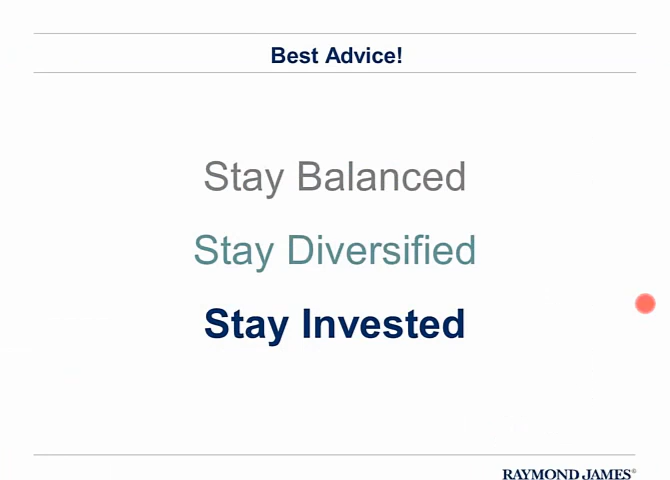 Best Advice!
Stay Balanced
Stay Diversified
Stay Invested
RAYMOND JAMES®